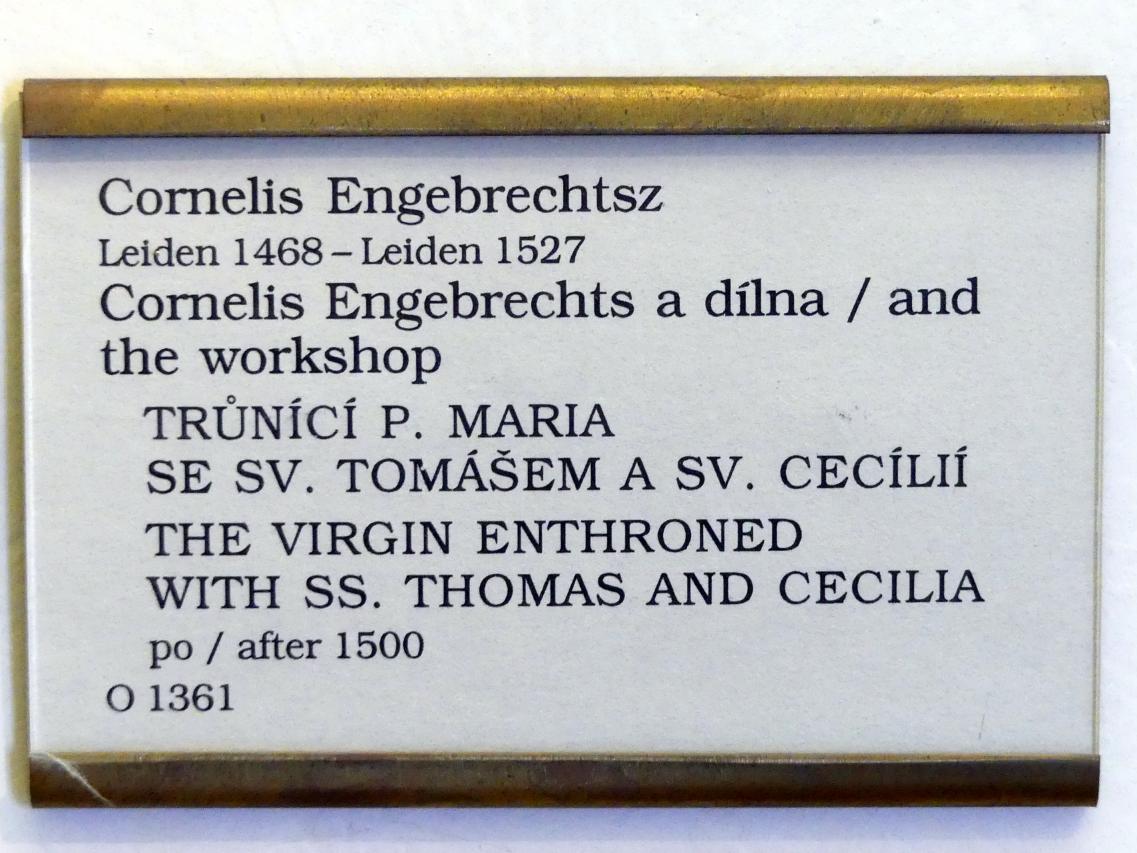 Cornelis Engebrechtsz
Leiden 1468 – Leiden 1527
Cornelis Engebrechts a dílna / and
the workshop
TRŮNÍCÍ P. MARIA
SE SV. TOMÁŠEM A SV. CECÍLIÍ
THE VIRGIN ENTHRONED
WITH SS. THOMAS AND CECILIA
po / after 1500
O 1361